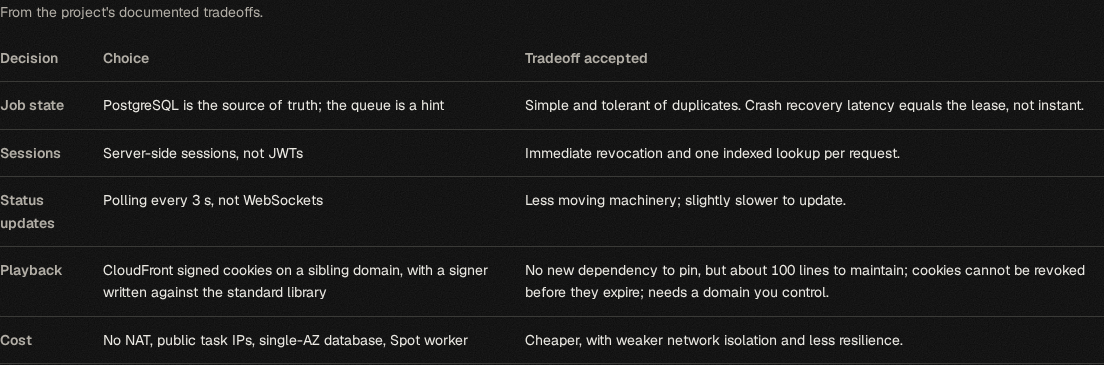 From the project's documented tradeoffs.
Decision Choice Tradeoff accepted
Job state PostgreSQL is the source of truth; the queue is a hint Simple and tolerant of duplicates. Crash recovery latency equals the lease, not instant.
Sessions Server-side sessions, not JWTs Immediate revocation and one indexed lookup per request.
Status updates Polling every 3 s, not WebSockets Less moving machinery; slightly slower to update.
Playback CloudFront signed cookies on a sibling domain, with a signer written against the standard library No new dependency to pin, but about 100 lines to maintain; cookies cannot be revoked before they expire; needs a domain you control.
Cost No NAT, public task IPs, single-AZ database, Spot worker Cheaper, with weaker network isolation and less resilience.